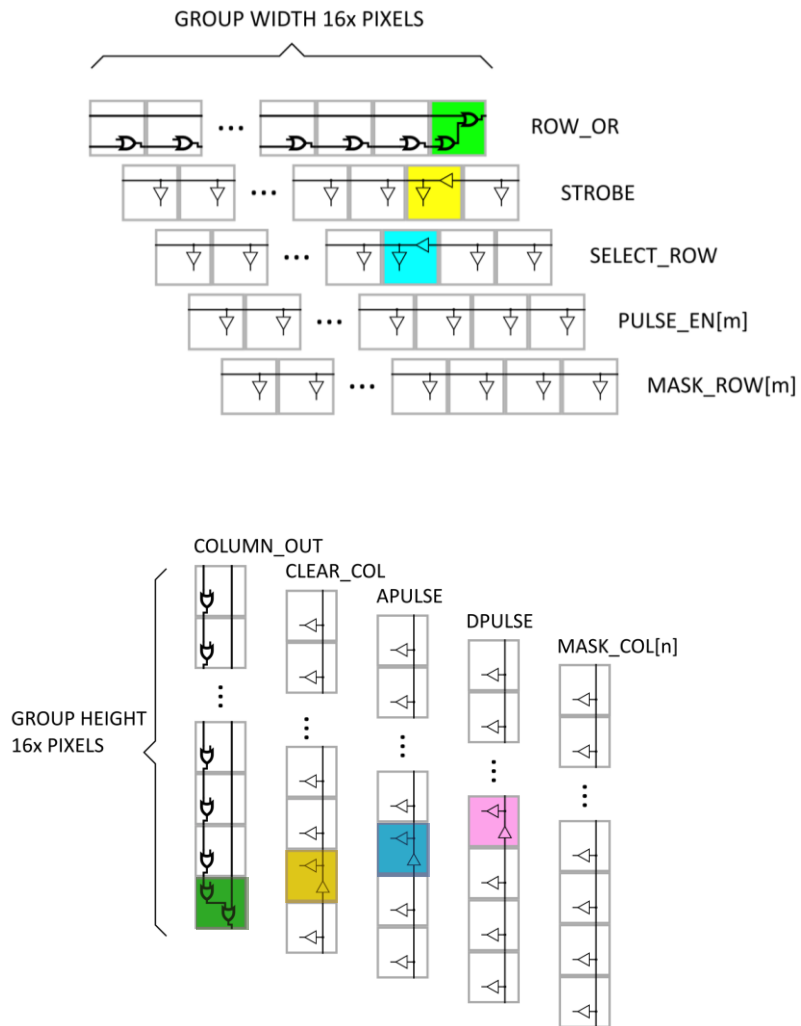 GROUP WIDTH 16x PIXELS
ROW_OR
STROBE
SELECT_ROW
PULSE_EN[m]
MASK_ROW[m]
COLUMN_OUT
CLEAR_COL
APULSE
DPULSE
MASK_COL[n]
GROUP HEIGHT
16x PIXELS